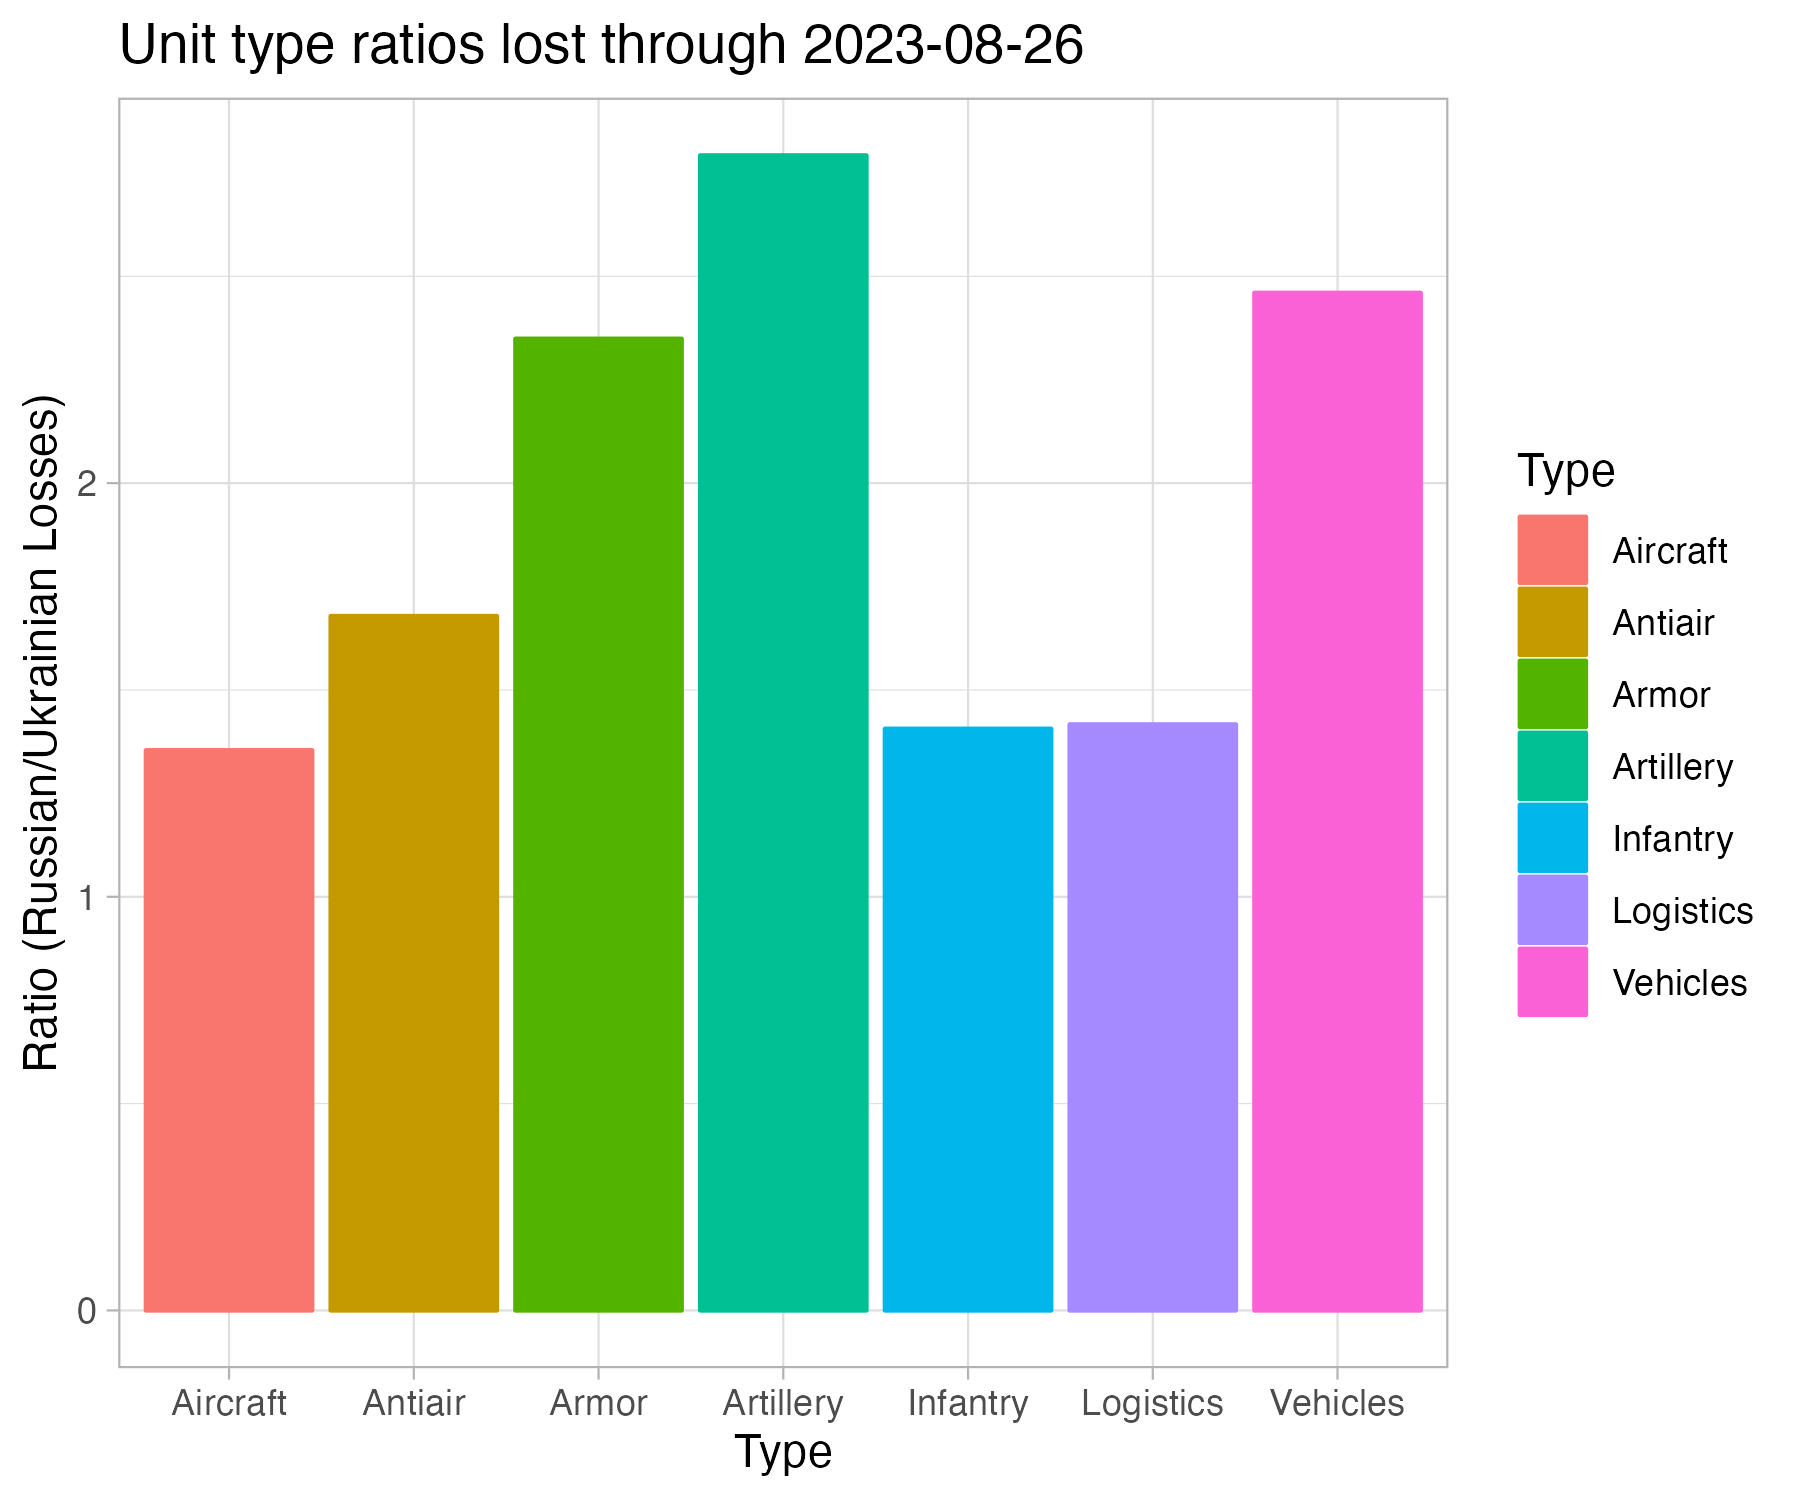 Unit type ratios lost through 2023-08-26
Ratio (Russian/Ukrainian Losses)
2
1
0
Aircraft Antiair Armor Artillery Infantry Logistics Vehicles
Type
Type
Aircraft
Antiair
Armor
Artillery
Infantry
Logistics
Vehicles